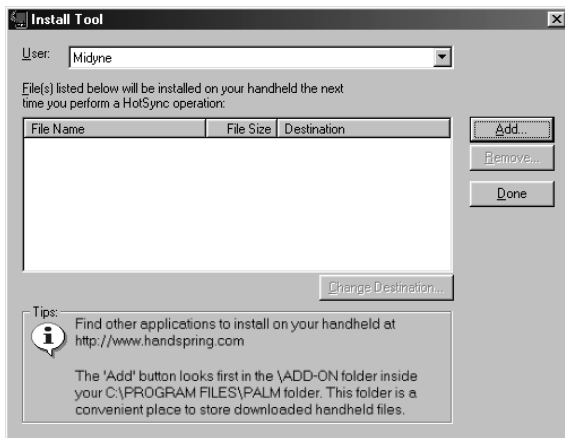 Install Tool
User: Midyne
File(s) listed below will be installed on your handheld the next
time you perform a HotSync operation:
File Name File Size Destination
Add...
Remove...
Done
Change Destination...
Tips:
Find other applications to install on your handheld at
http://www.handspring.com
The 'Add' button looks first in the \ADD-ON folder inside
your C:\PROGRAM FILES\PALM folder. This folder is a
convenient place to store downloaded handheld files.